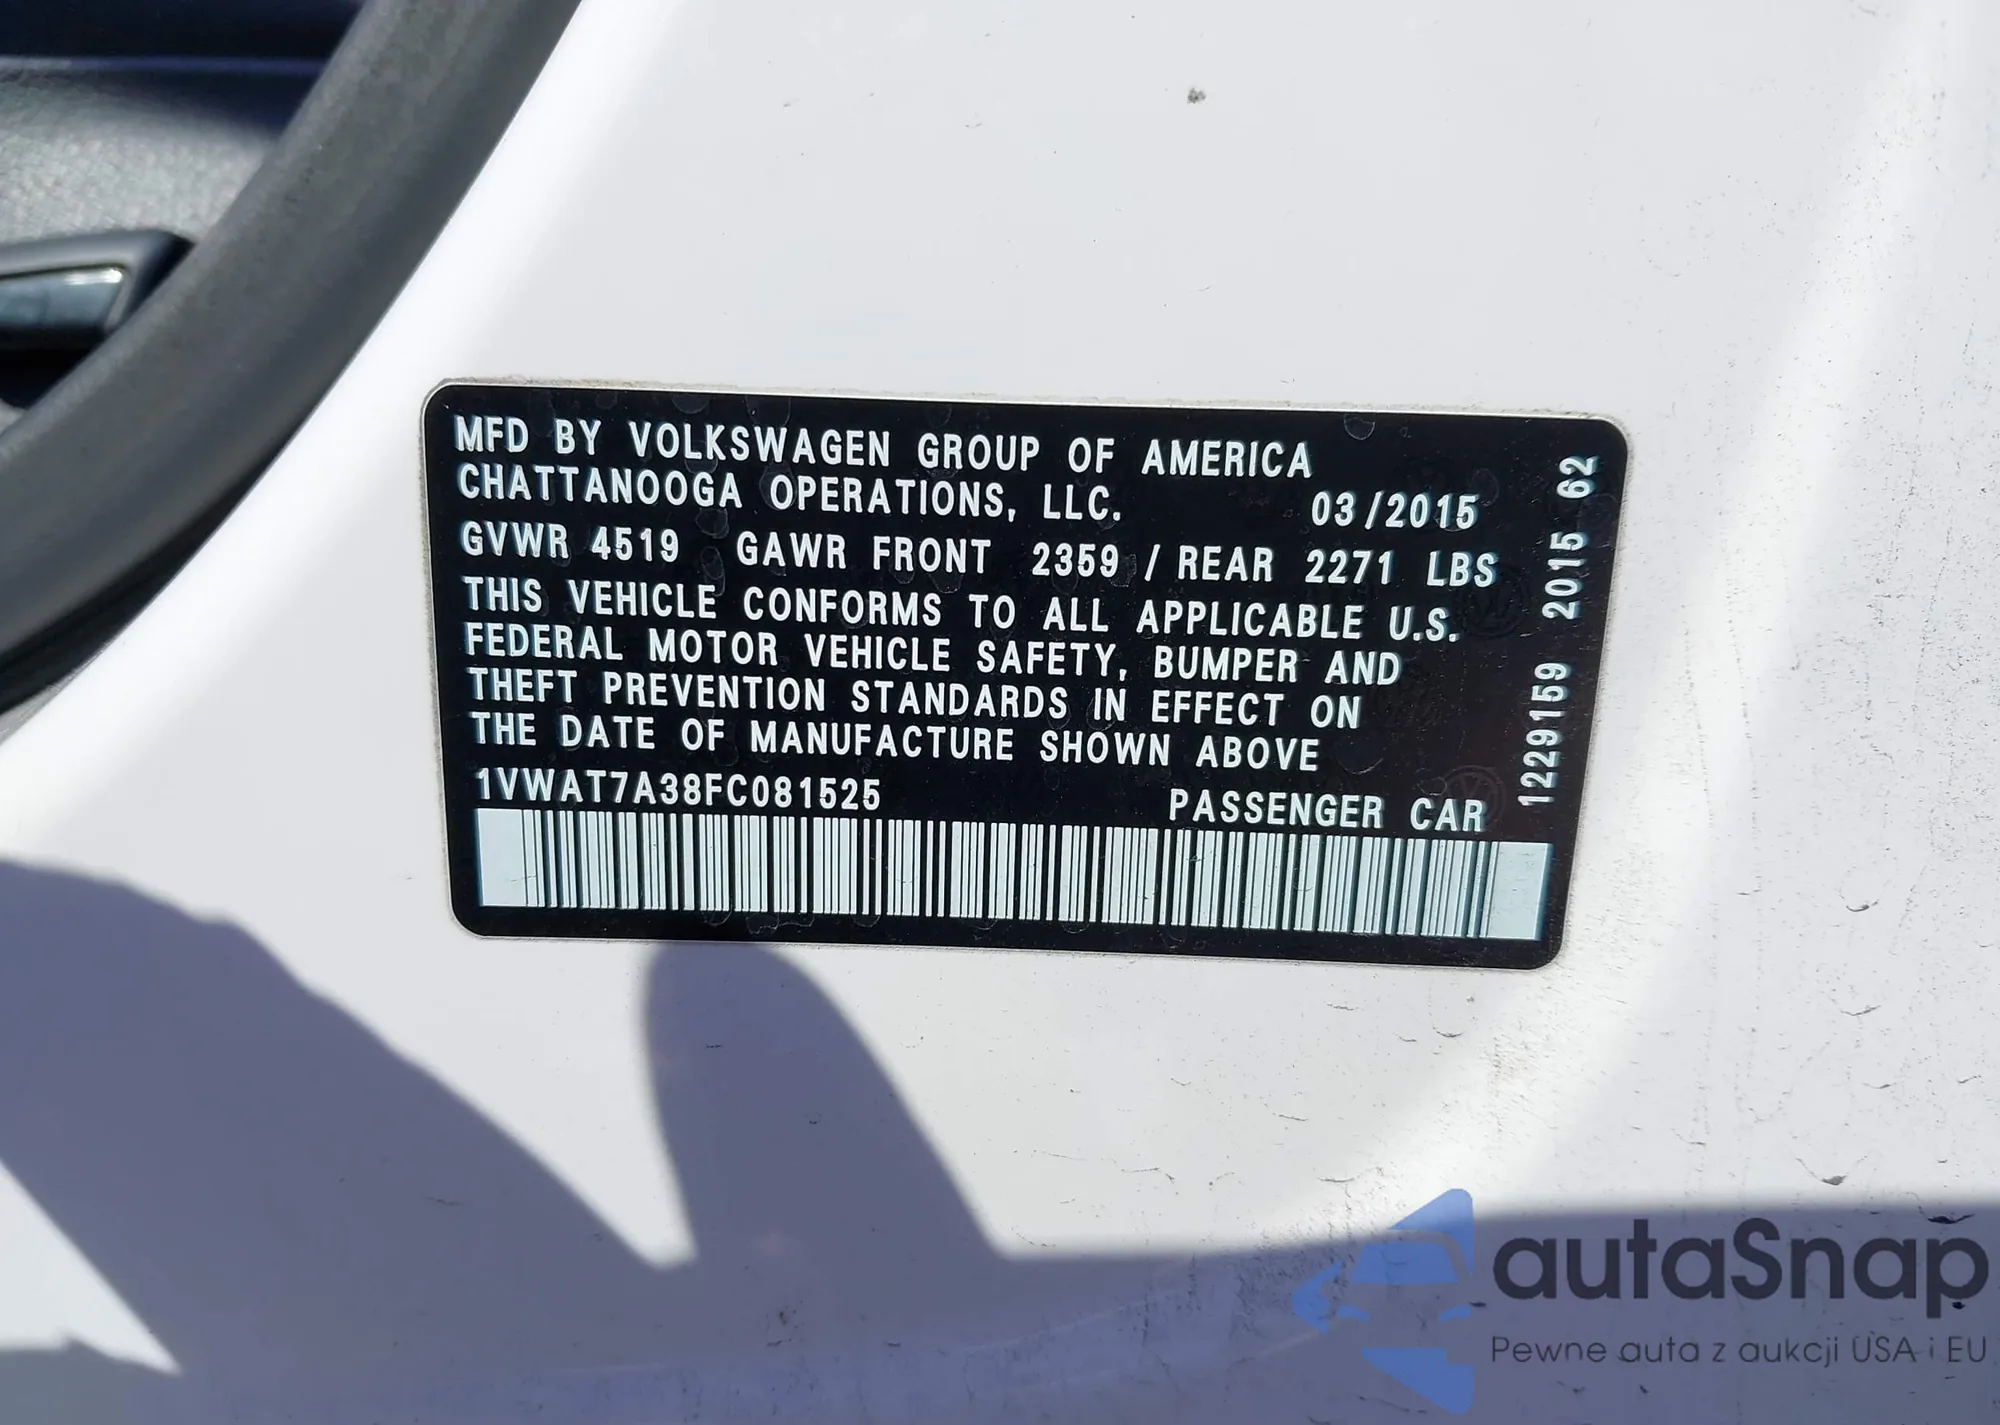 MFD BY VOLKSWAGEN GROUP OF AMERICA
CHATTANOOGA OPERATIONS, LLC. 03/2015
GVWR 4519 GAWR FRONT 2359 / REAR 2271 LBS
THIS VEHICLE CONFORMS TO ALL APPLICABLE U.S.
FEDERAL MOTOR VEHICLE SAFETY, BUMPER AND
THEFT PREVENTION STANDARDS IN EFFECT ON
THE DATE OF MANUFACTURE SHOWN ABOVE
1VWAT7A38FC081525 PASSENGER CAR
1229159 2015 62
autaSnap
Pewne auta z aukcji USA i EU